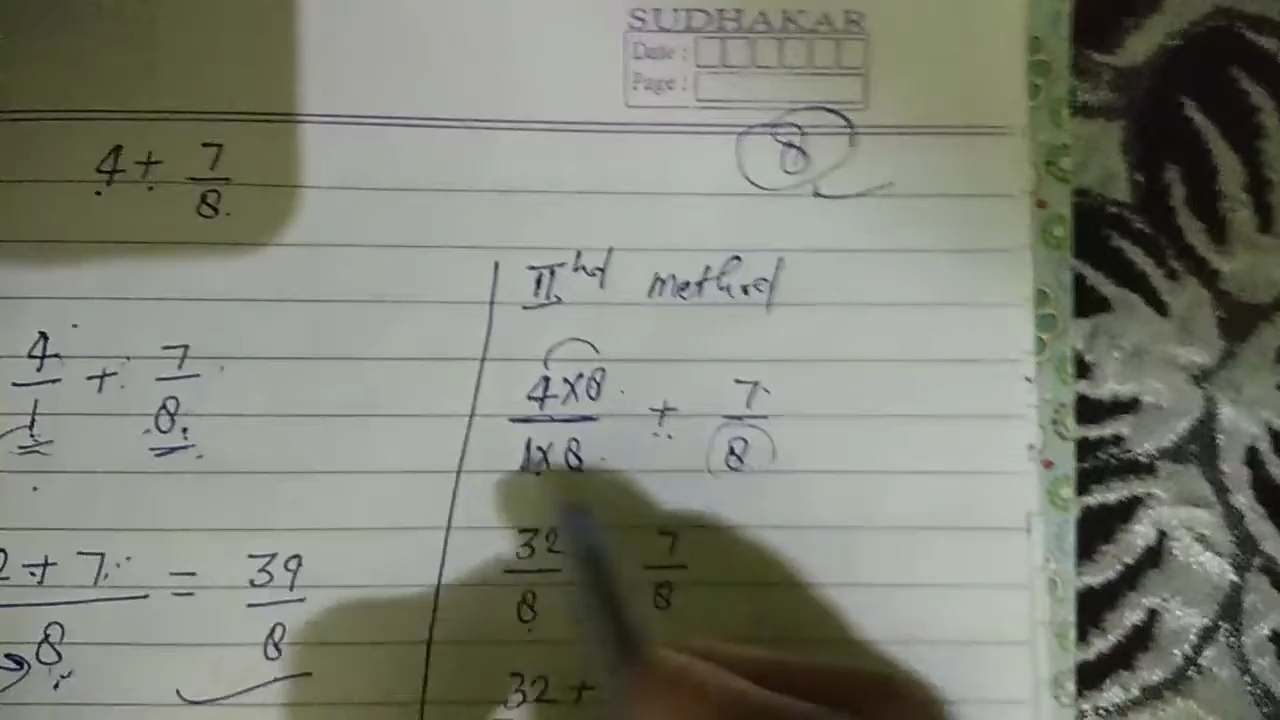 SUDHAKAR
Date :
Page :
8
4 + 7/8
4/1 + 7/8
2 + 7/8 = 39/8
IInd method
4×8/1×8 + 7/8
32/8 7/8
32 +